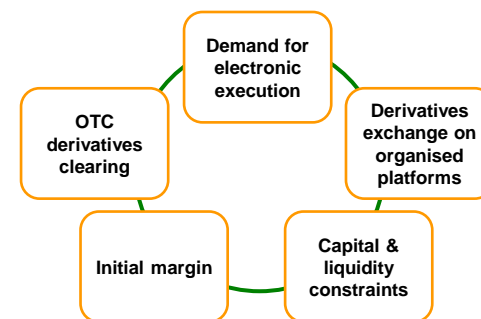 Demand for
electronic
execution
OTC
derivatives
clearing
Derivatives
exchange on
organised
platforms
Initial margin
Capital &
liquidity
constraints